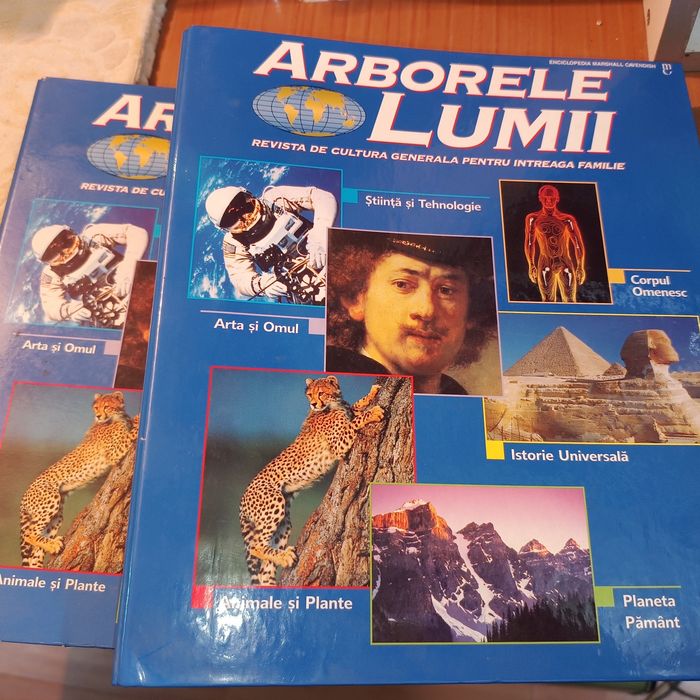 ENCICLOPEDIA MARSHALL CAVENDISH
ARBORELE
LUMII
REVISTA DE CULTURA GENERALA PENTRU INTREAGA FAMILIE
Știință și Tehnologie
Corpul
Omenesc
Arta și Omul
Istorie Universală
Animale și Plante
Planeta
Pământ
AR
REVISTA DE CU
Arta și Omul
Animale și Plante